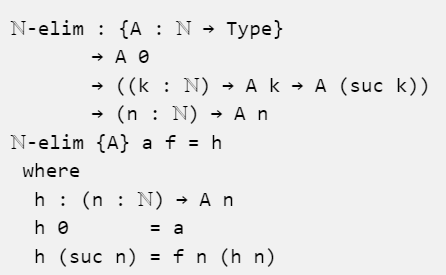 ℕ-elim : {A : ℕ → Type}
       → A 0
       → ((k : ℕ) → A k → A (suc k))
       → (n : ℕ) → A n
ℕ-elim {A} a f = h
 where
  h : (n : ℕ) → A n
  h 0       = a
  h (suc n) = f n (h n)